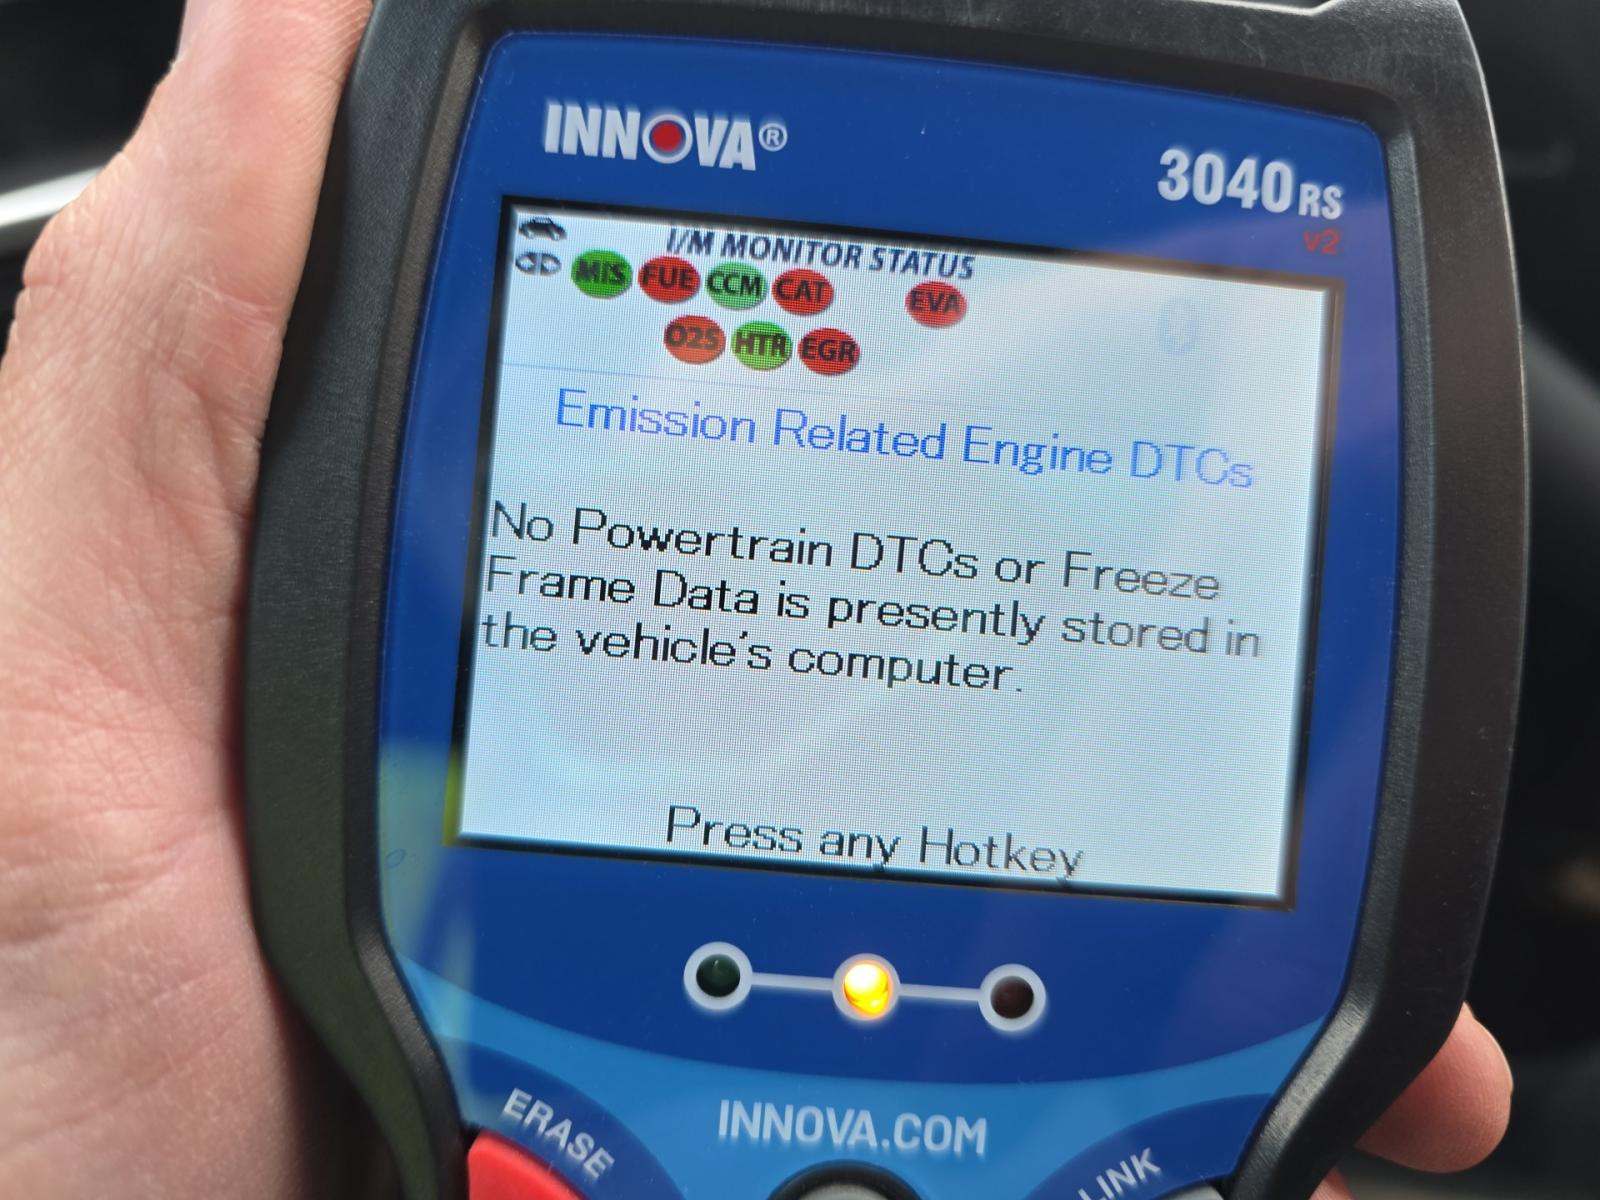 INNOVA®
3040RS
v2
I/M MONITOR STATUS
MIS FUE CCM CAT EVA
O2S HTR EGR
Emission Related Engine DTCs
No Powertrain DTCs or Freeze
Frame Data is presently stored in
the vehicle's computer.
Press any Hotkey
INNOVA.COM
ERASE
LINK